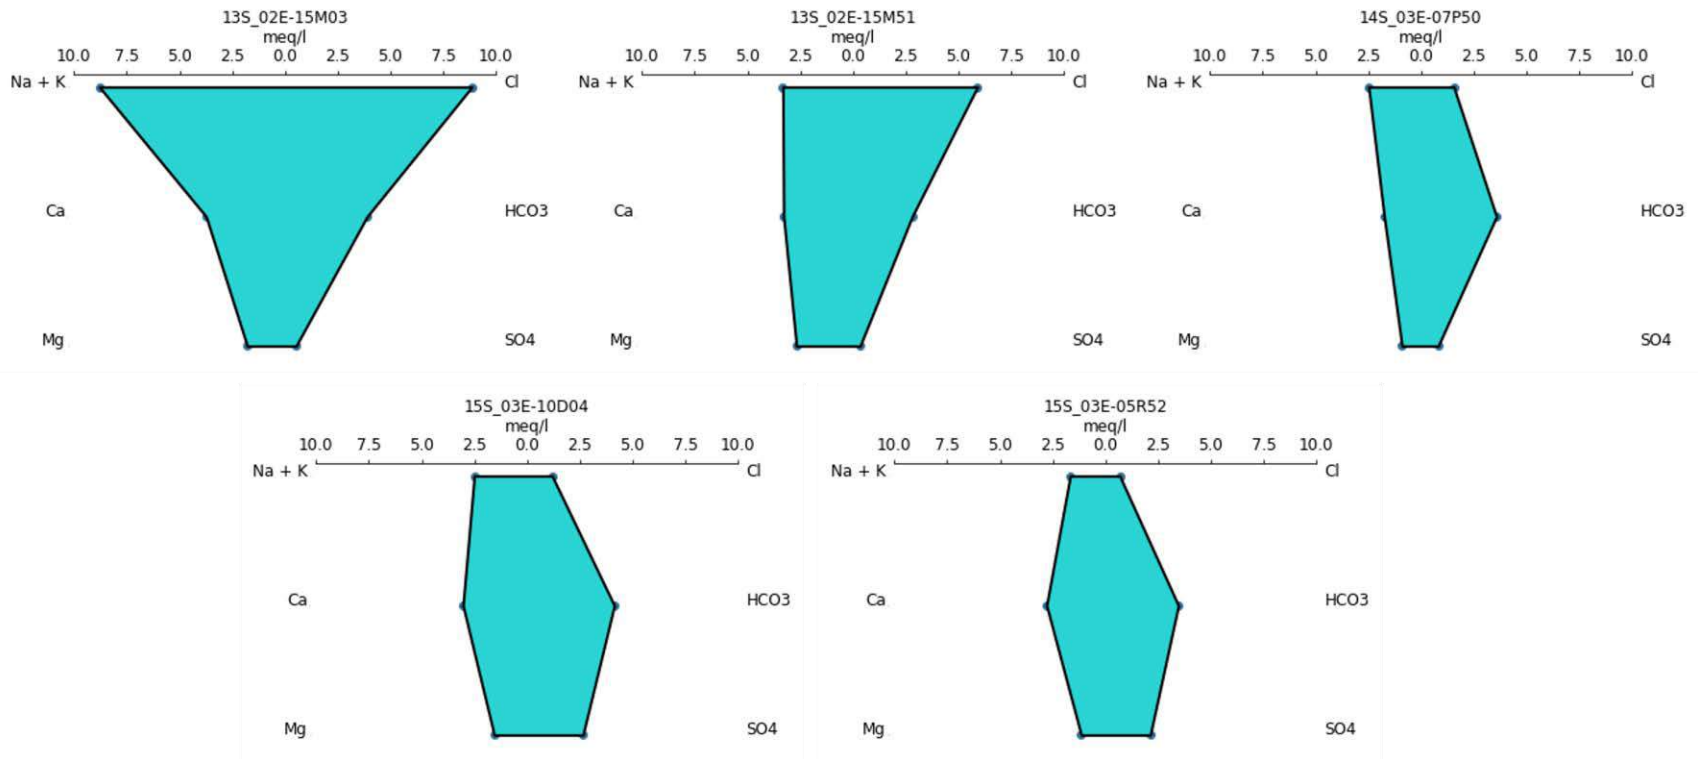 13S_02E-15M03
meq/l
10.0 7.5 5.0 2.5 0.0 2.5 5.0 7.5 10.0
Na + K Cl
Ca HCO3
Mg SO4
13S_02E-15M51
meq/l
10.0 7.5 5.0 2.5 0.0 2.5 5.0 7.5 10.0
Na + K Cl
Ca HCO3
Mg SO4
14S_03E-07P50
meq/l
10.0 7.5 5.0 2.5 0.0 2.5 5.0 7.5 10.0
Na + K Cl
Ca HCO3
Mg SO4
15S_03E-10D04
meq/l
10.0 7.5 5.0 2.5 0.0 2.5 5.0 7.5 10.0
Na + K Cl
Ca HCO3
Mg SO4
15S_03E-05R52
meq/l
10.0 7.5 5.0 2.5 0.0 2.5 5.0 7.5 10.0
Na + K Cl
Ca HCO3
Mg SO4